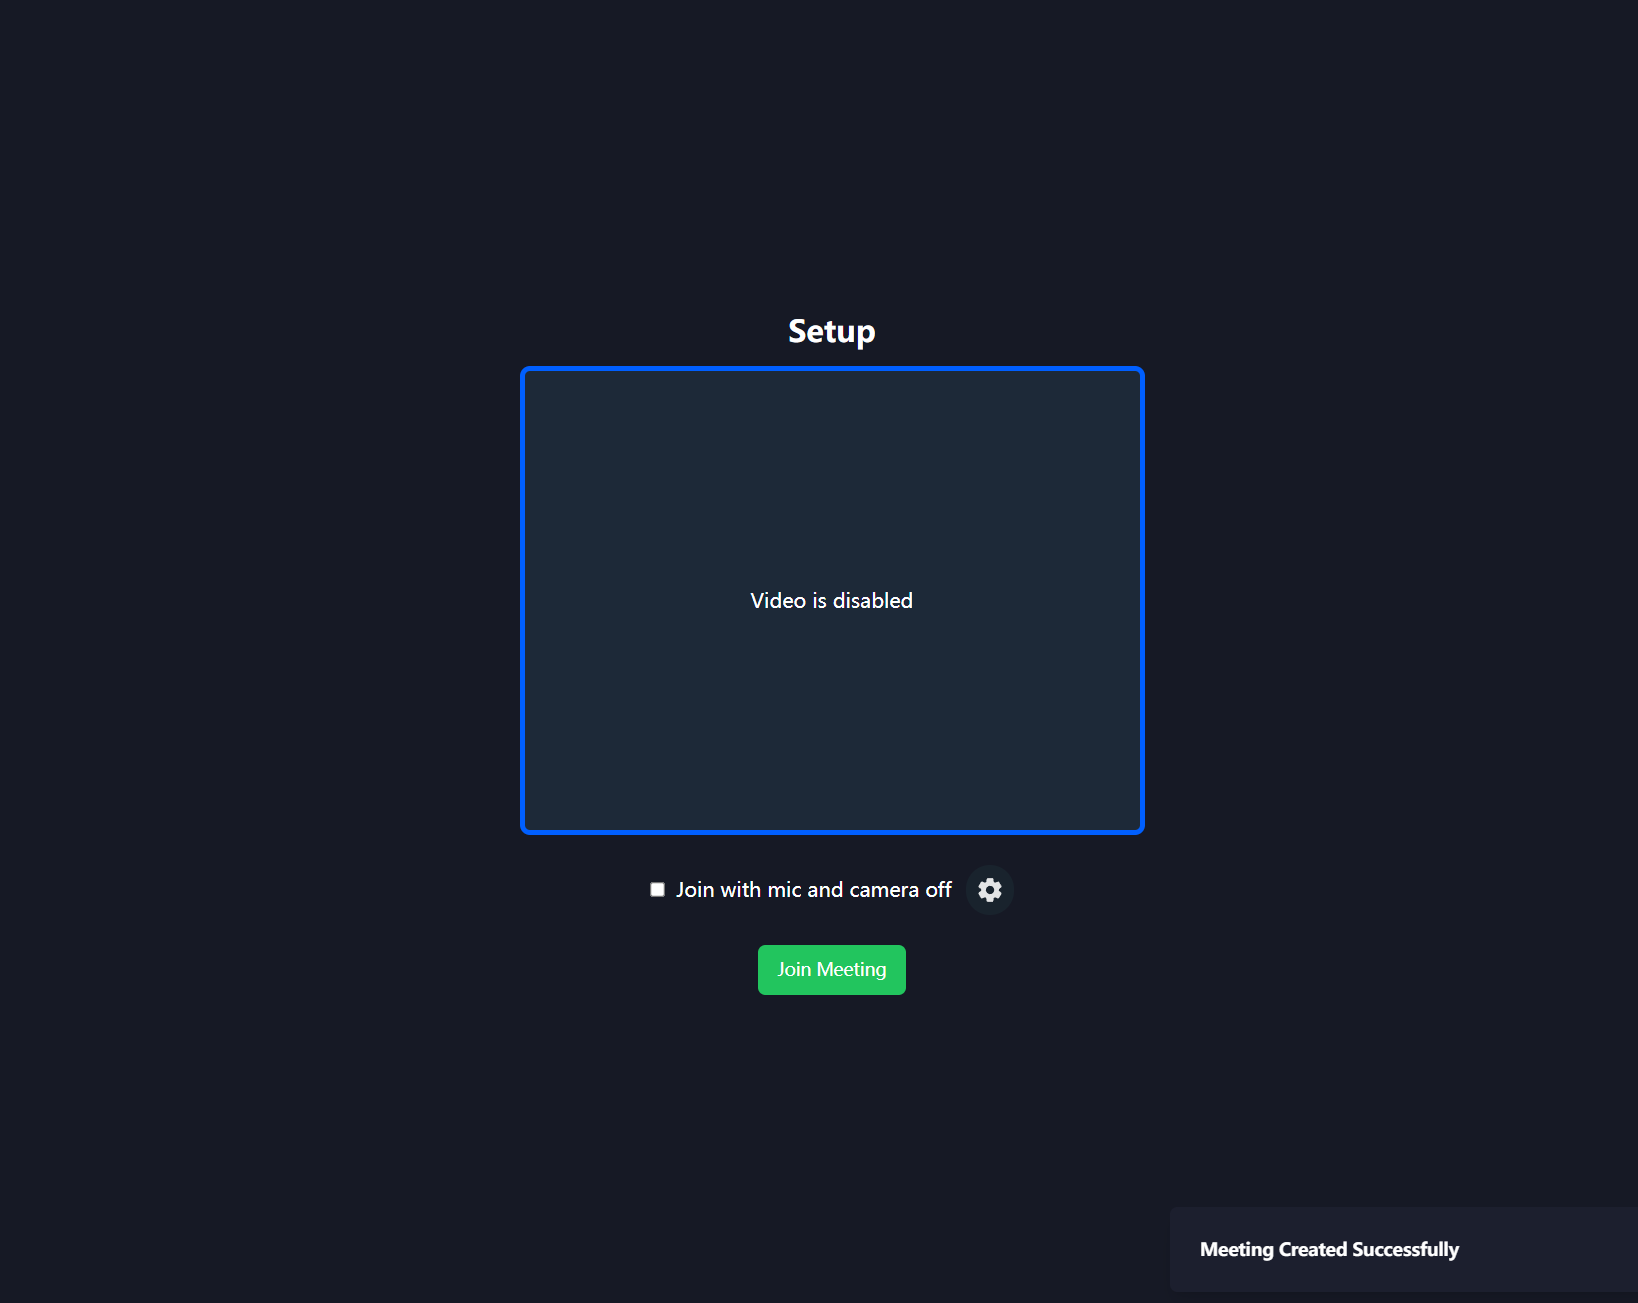 Setup
Video is disabled
Join with mic and camera off
Join Meeting
Meeting Created Successfully